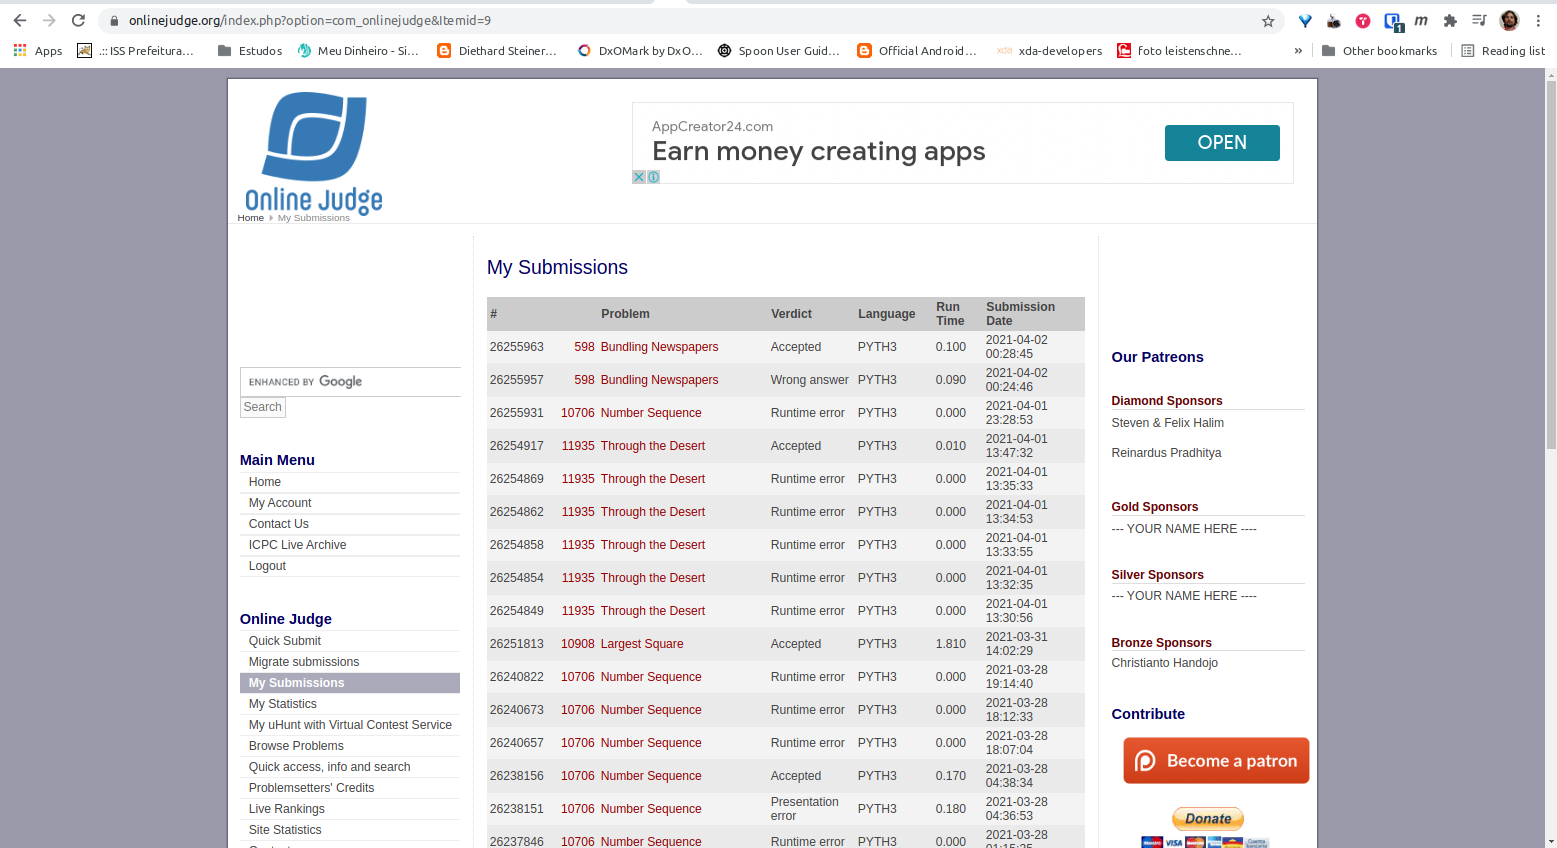 onlinejudge.org/index.php?option=com_onlinejudge&Itemid=9
1
m
Apps
.:: ISS Prefeitura…
Estudos
Meu Dinheiro - Si…
Diethard Steiner…
DxOMark by DxO…
Spoon User Guid…
Official Android…
xda xda-developers
foto leistenschne…
»
Other bookmarks
Reading list
Online Judge
AppCreator24.com
Earn money creating apps
OPEN
Home
My Submissions
ENHANCED BY Google
Search
Main Menu
Home
My Account
Contact Us
ICPC Live Archive
Logout
Online Judge
Quick Submit
Migrate submissions
My Submissions
My Statistics
My uHunt with Virtual Contest Service
Browse Problems
Quick access, info and search
Problemsetters' Credits
Live Rankings
Site Statistics
My Submissions
# Problem Verdict Language Run Time Submission Date
26255963 598 Bundling Newspapers Accepted PYTH3 0.100 2021-04-02 00:28:45
26255957 598 Bundling Newspapers Wrong answer PYTH3 0.090 2021-04-02 00:24:46
26255931 10706 Number Sequence Runtime error PYTH3 0.000 2021-04-01 23:28:53
26254917 11935 Through the Desert Accepted PYTH3 0.010 2021-04-01 13:47:32
26254869 11935 Through the Desert Runtime error PYTH3 0.000 2021-04-01 13:35:33
26254862 11935 Through the Desert Runtime error PYTH3 0.000 2021-04-01 13:34:53
26254858 11935 Through the Desert Runtime error PYTH3 0.000 2021-04-01 13:33:55
26254854 11935 Through the Desert Runtime error PYTH3 0.000 2021-04-01 13:32:35
26254849 11935 Through the Desert Runtime error PYTH3 0.000 2021-04-01 13:30:56
26251813 10908 Largest Square Accepted PYTH3 1.810 2021-03-31 14:02:29
26240822 10706 Number Sequence Runtime error PYTH3 0.000 2021-03-28 19:14:40
26240673 10706 Number Sequence Runtime error PYTH3 0.000 2021-03-28 18:12:33
26240657 10706 Number Sequence Runtime error PYTH3 0.000 2021-03-28 18:07:04
26238156 10706 Number Sequence Accepted PYTH3 0.170 2021-03-28 04:38:34
26238151 10706 Number Sequence Presentation error PYTH3 0.180 2021-03-28 04:36:53
26237846 10706 Number Sequence Runtime error PYTH3 0.000 2021-03-28
Our Patreons
Diamond Sponsors
Steven & Felix Halim
Reinardus Pradhitya
Gold Sponsors
--- YOUR NAME HERE ----
Silver Sponsors
--- YOUR NAME HERE ----
Bronze Sponsors
Christianto Handojo
Contribute
Become a patron
Donate
VISA